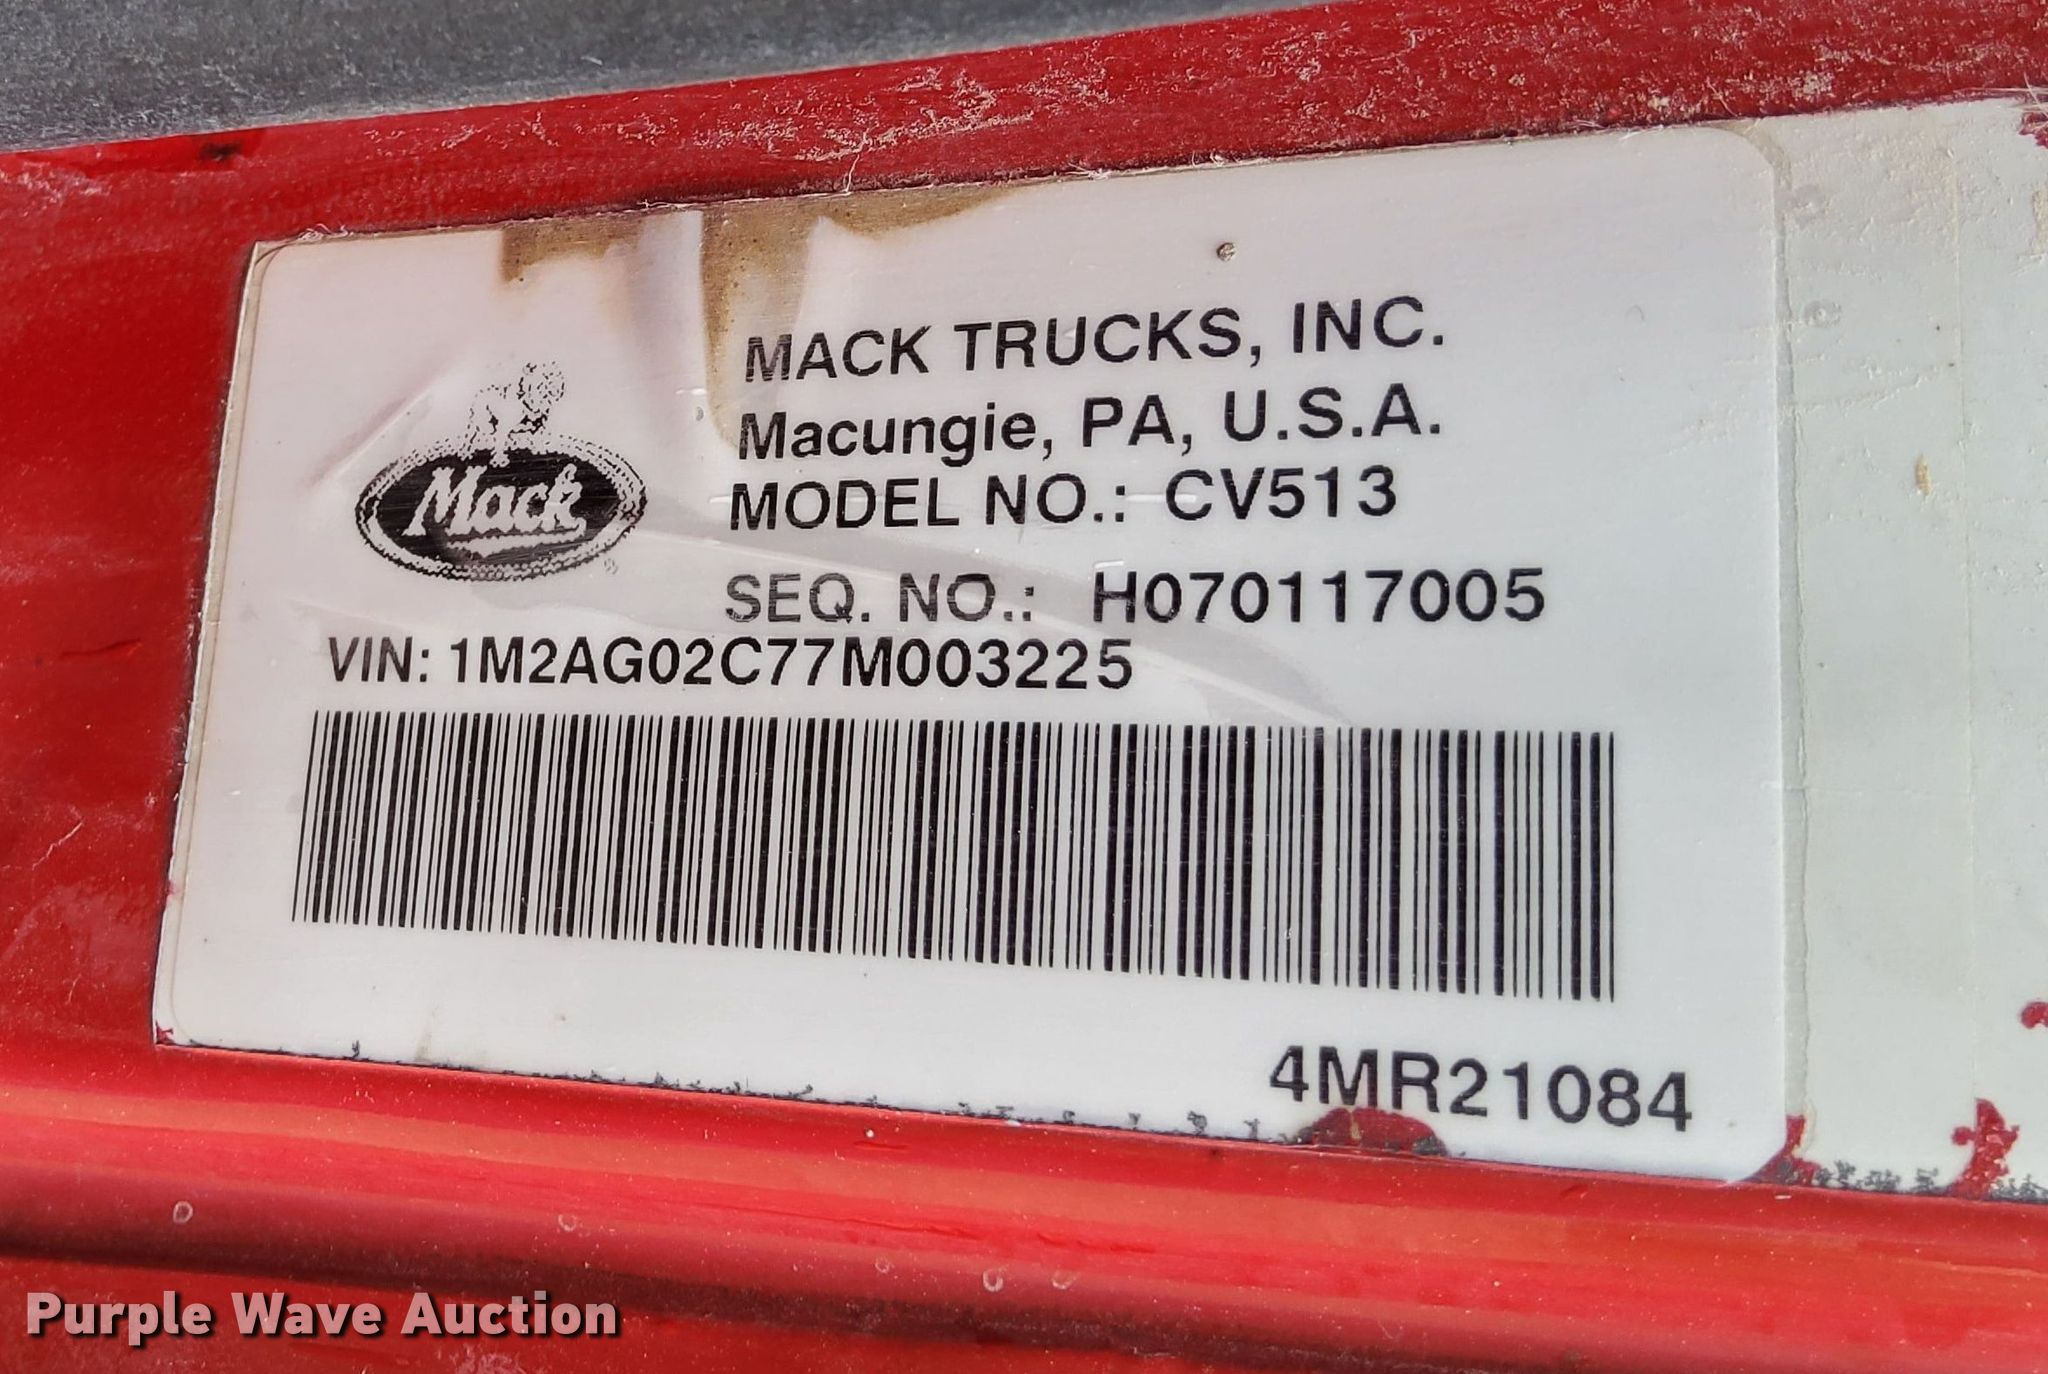 MACK TRUCKS, INC.
Macungie, PA, U.S.A.
Mack
®
MODEL NO.: CV513
SEQ. NO.: H070117005
VIN: 1M2AG02C77M003225
4MR21084
Purple Wave Auction